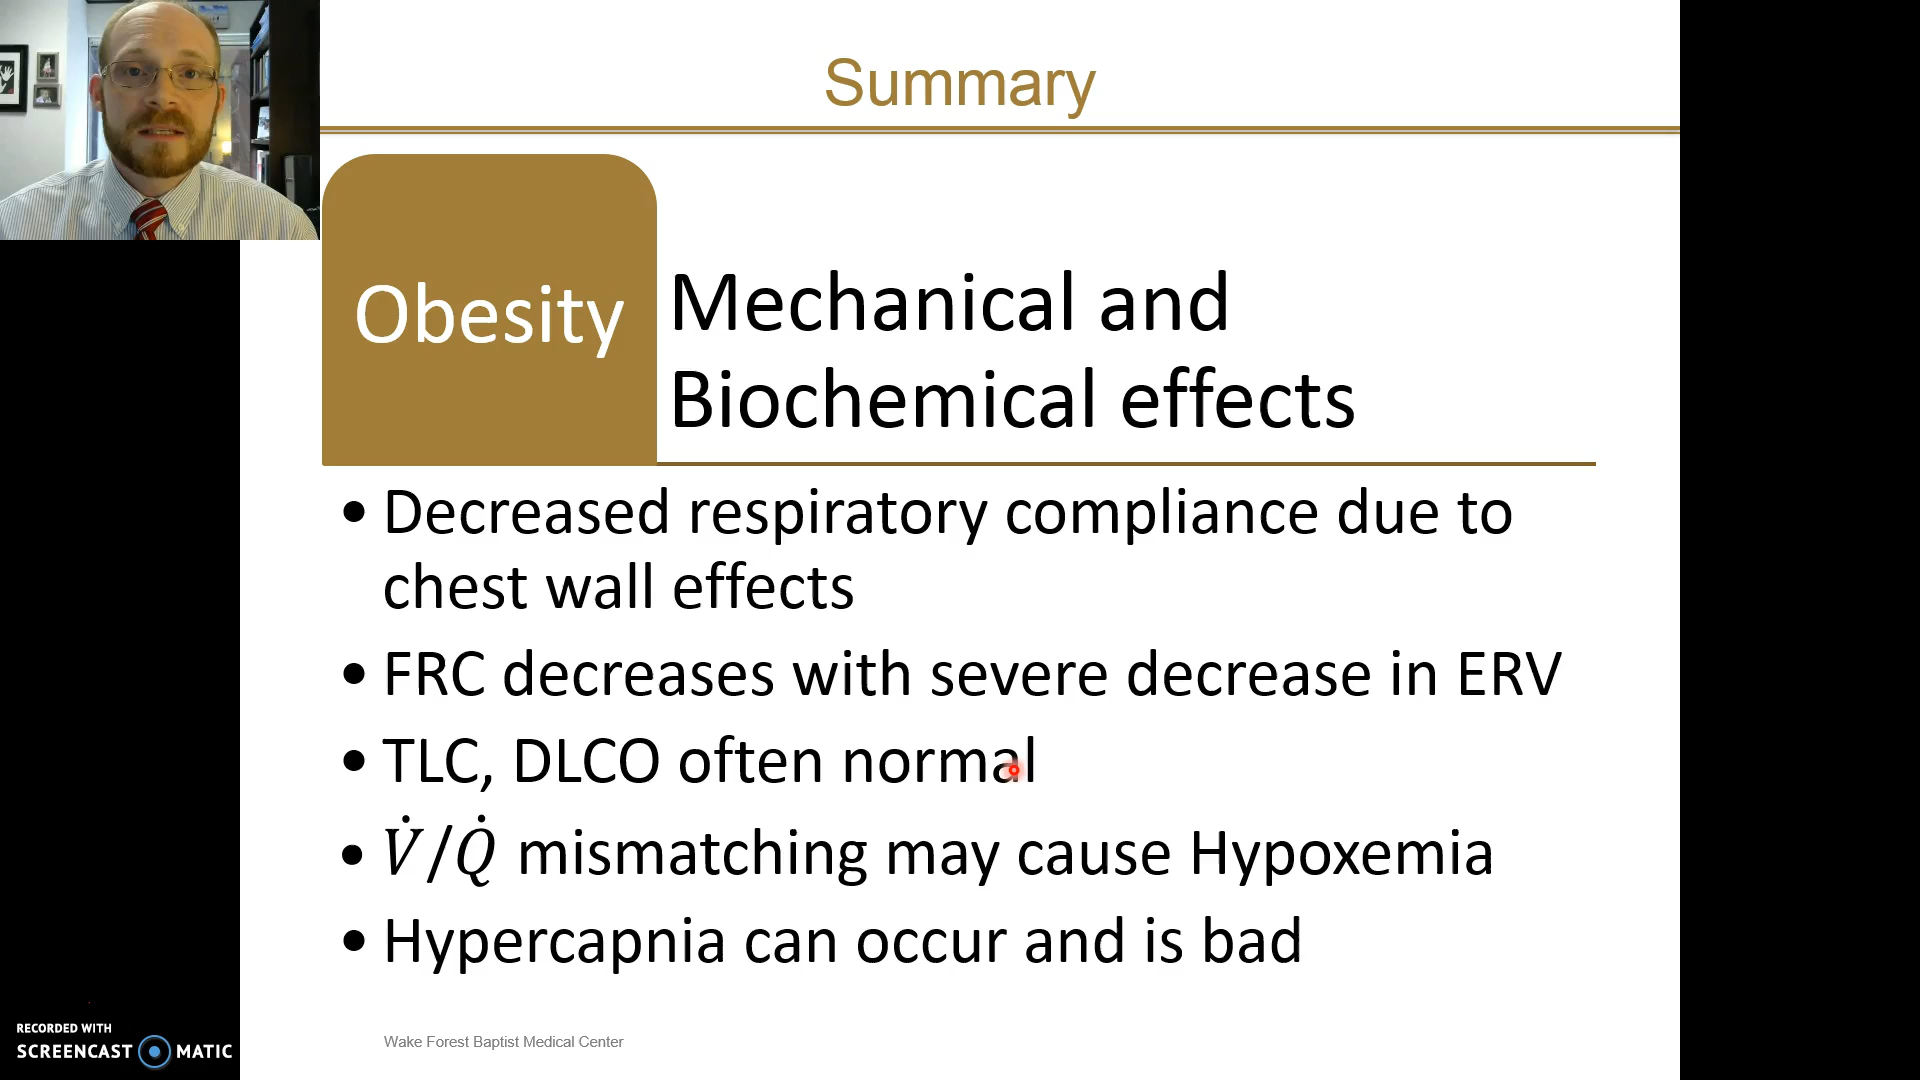 Summary
Obesity
Mechanical and
Biochemical effects
• Decreased respiratory compliance due to
chest wall effects
• FRC decreases with severe decrease in ERV
• TLC, DLCO often normal
• V̇/Q̇ mismatching may cause Hypoxemia
• Hypercapnia can occur and is bad
Wake Forest Baptist Medical Center
RECORDED WITH
SCREENCAST MATIC